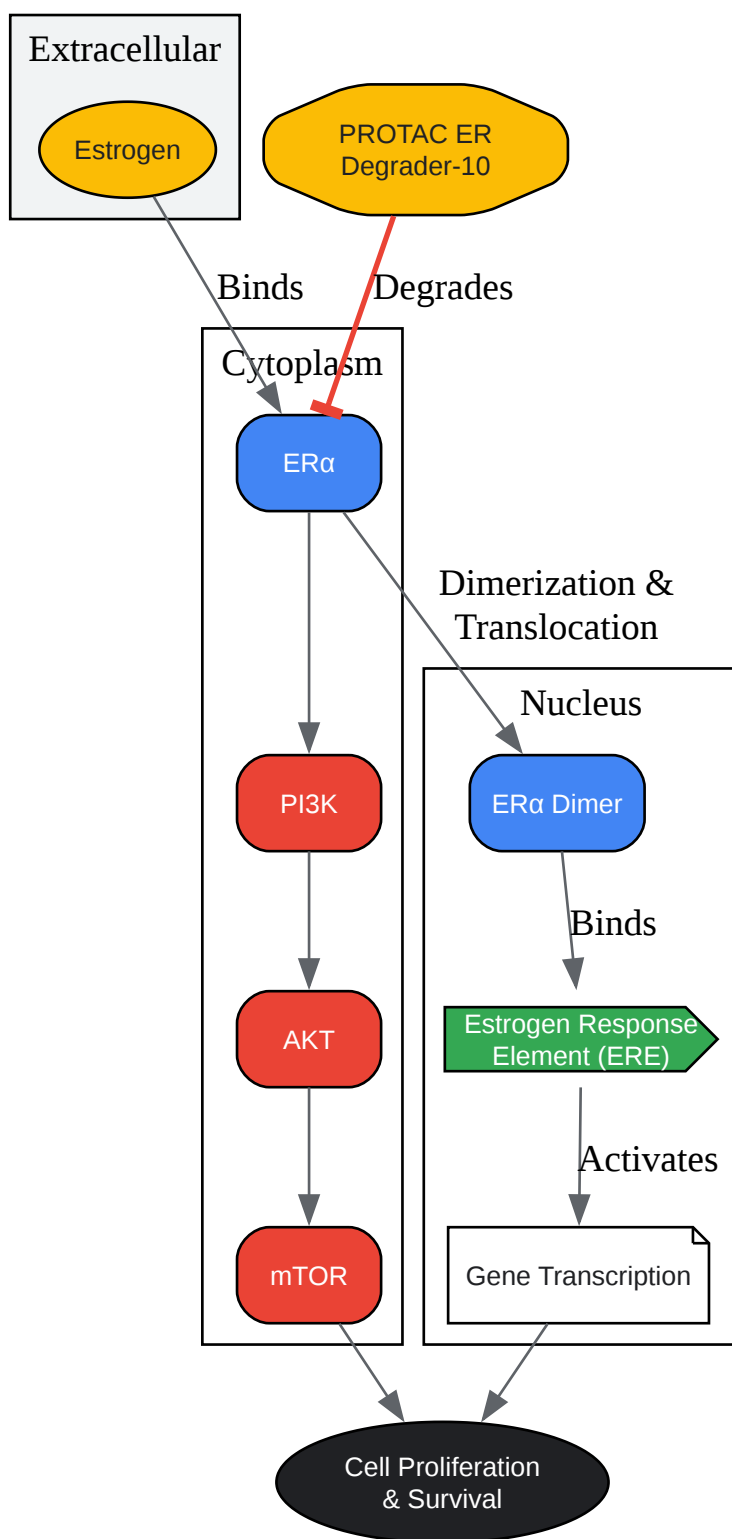 Extracellular
Estrogen
PROTAC ER
Degrader-10
Binds
Degrades
Cytoplasm
ERα
Dimerization &
Translocation
Nucleus
PI3K
ERα Dimer
Binds
AKT
Estrogen Response
Element (ERE)
Activates
mTOR
Gene Transcription
Cell Proliferation
& Survival